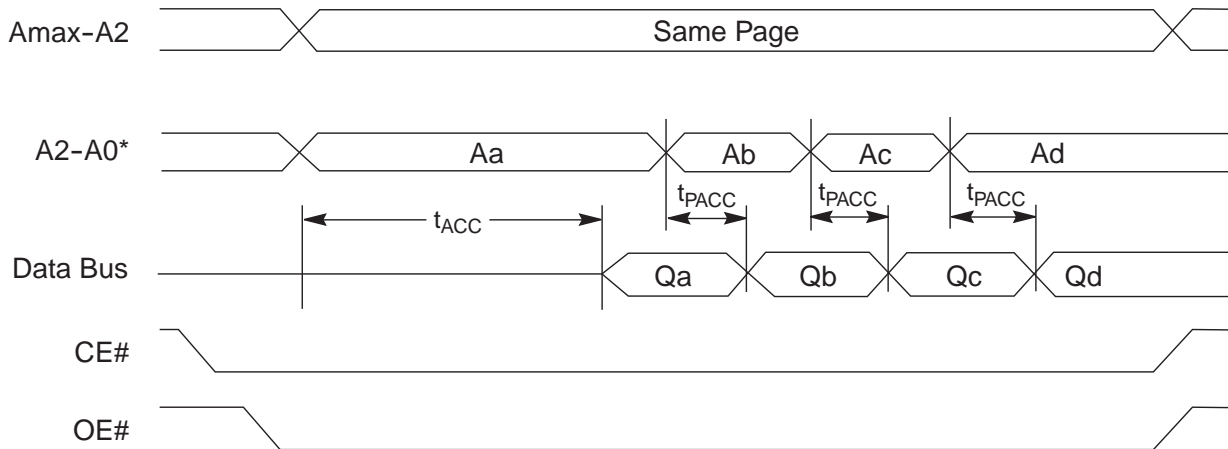 Amax-A2
Same Page
A2-A0*
Aa
Ab
Ac
Ad
tACC
tPACC
tPACC
tPACC
Data Bus
Qa
Qb
Qc
Qd
CE#
OE#